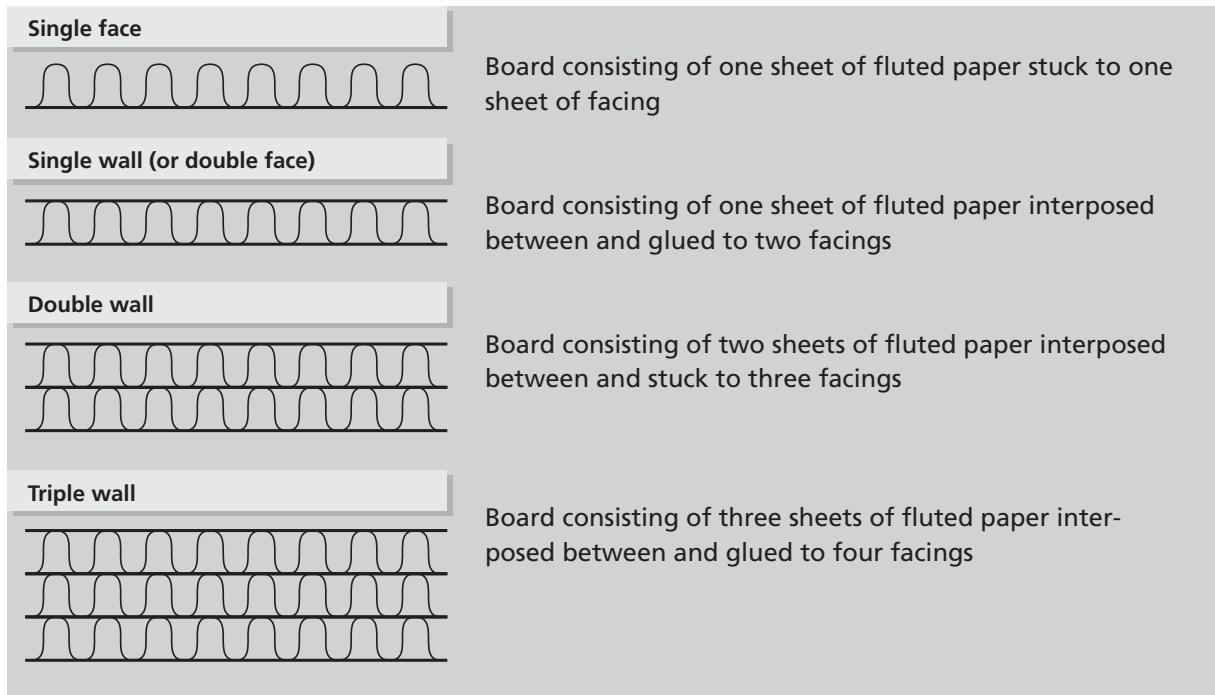 Single face
Board consisting of one sheet of fluted paper stuck to one
sheet of facing
Single wall (or double face)
Board consisting of one sheet of fluted paper interposed
between and glued to two facings
Double wall
Board consisting of two sheets of fluted paper interposed
between and stuck to three facings
Triple wall
Board consisting of three sheets of fluted paper inter-
posed between and glued to four facings